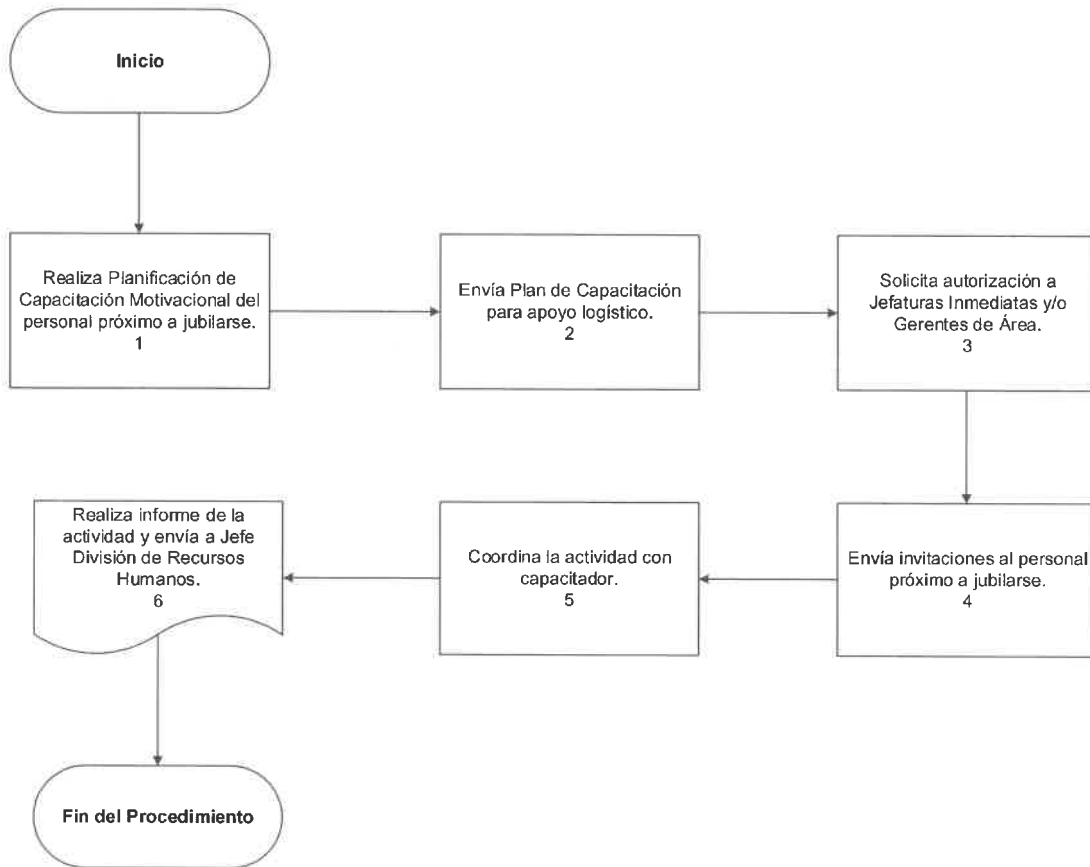 Inicio
Realiza Planificación de
Capacitación Motivacional del
personal próximo a jubilarse.
1
Envía Plan de Capacitación
para apoyo logístico.
2
Solicita autorización a
Jefaturas Inmediatas y/o
Gerentes de Área.
3
Envía invitaciones al personal
próximo a jubilarse.
4
Coordina la actividad con
capacitador.
5
Realiza informe de la
actividad y envía a Jefe
División de Recursos
Humanos.
6
Fin del Procedimiento